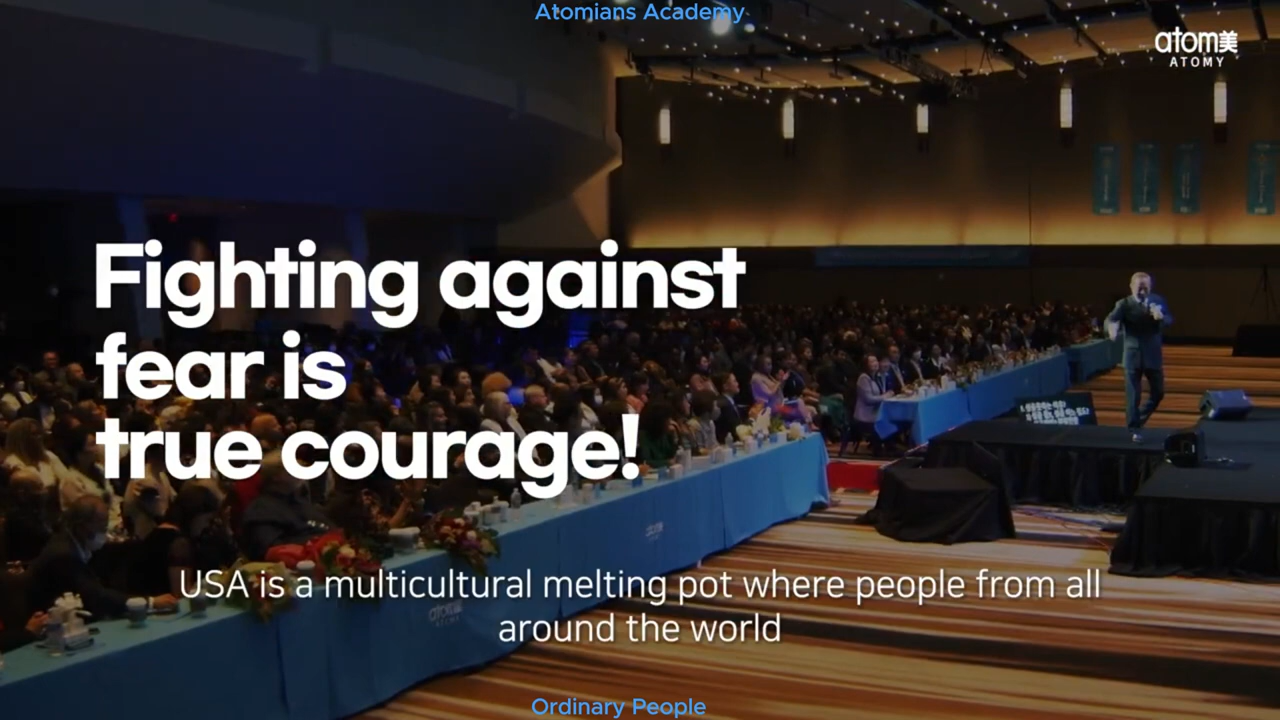 Atomians Academy
atom美
ATOMY
Fighting against
fear is
true courage!
USA is a multicultural melting pot where people from all
around the world
Ordinary People